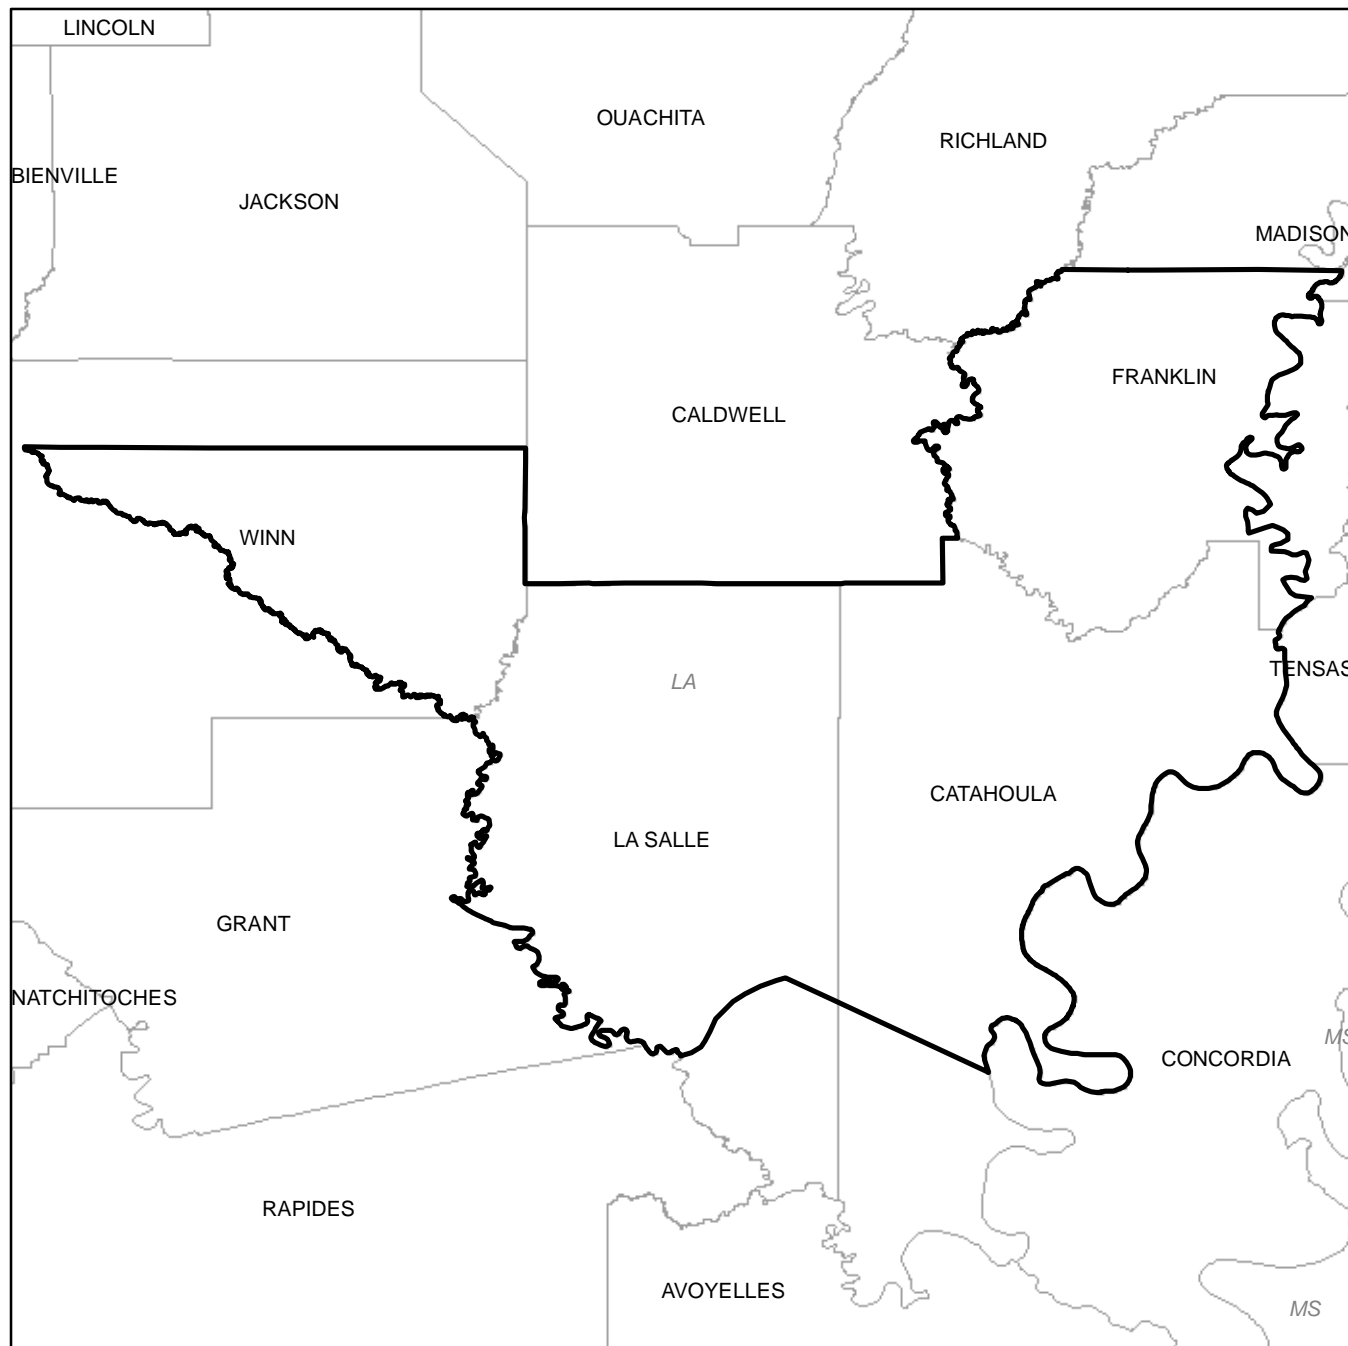 LINCOLN
OUACHITA
RICHLAND
BIENVILLE
JACKSON
MADISON
FRANKLIN
CALDWELL
WINN
LA
TENSAS
CATAHOULA
LA SALLE
GRANT
NATCHITOCHES
MS
CONCORDIA
RAPIDES
AVOYELLES
MS